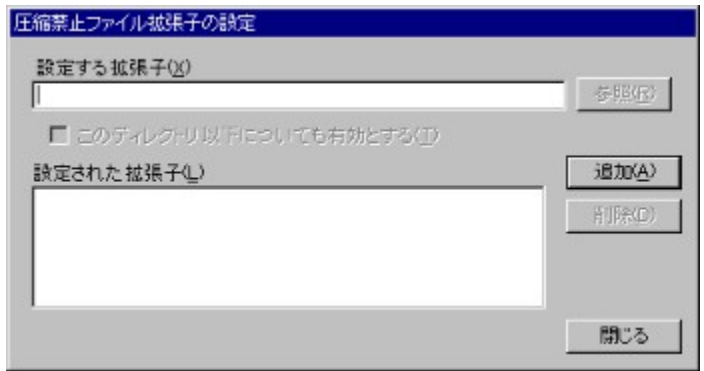 圧縮禁止ファイル拡張子の設定
設定する拡張子(X)
参照(R)
このディレクトリ以下についても有効とする(T)
設定された拡張子(L)
追加(A)
削除(D)
閉じる